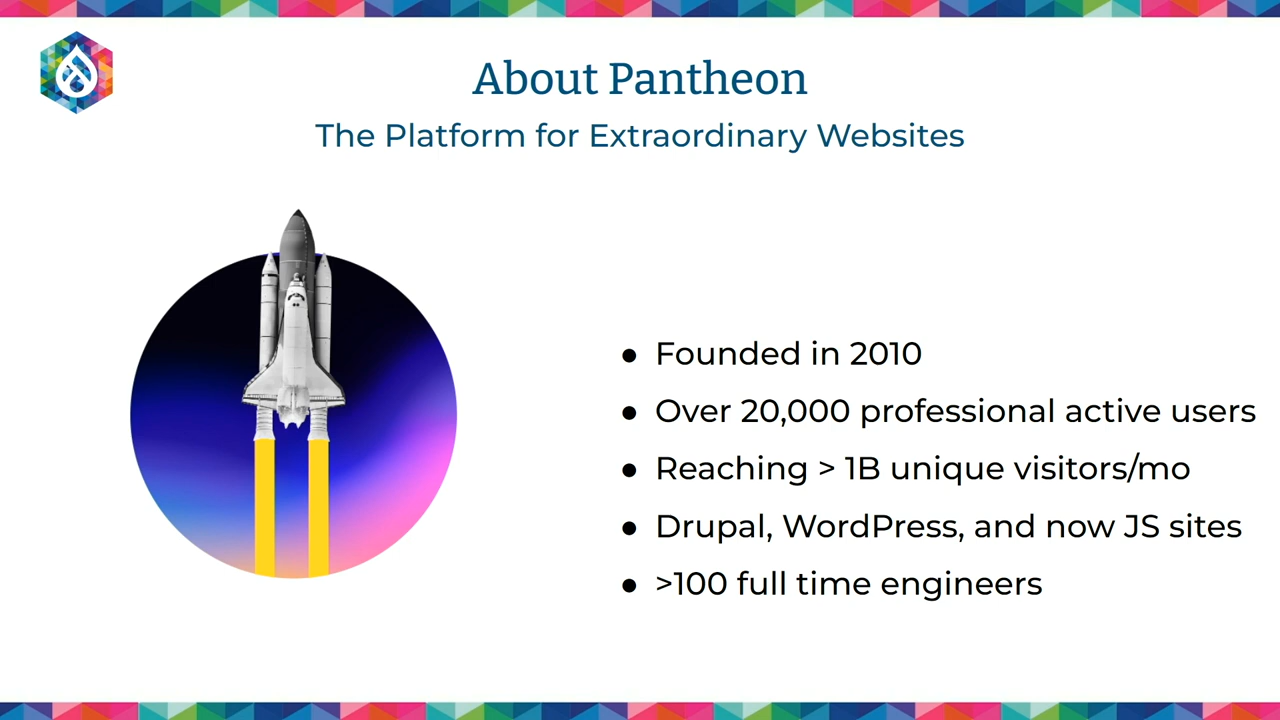 About Pantheon
The Platform for Extraordinary Websites
● Founded in 2010
● Over 20,000 professional active users
● Reaching > 1B unique visitors/mo
● Drupal, WordPress, and now JS sites
● >100 full time engineers